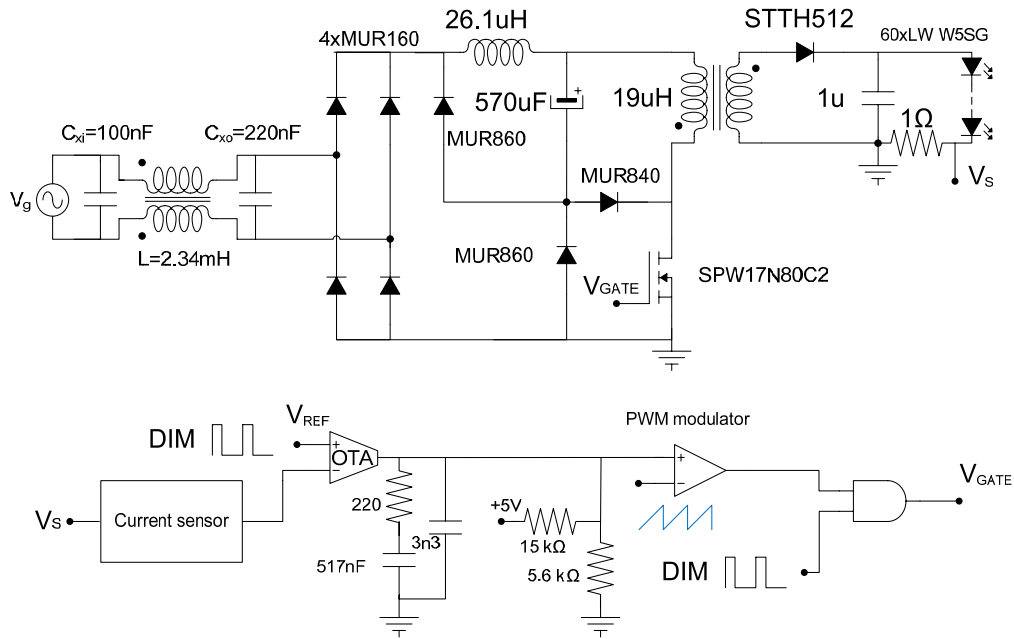 26.1uH
STTH512
4xMUR160
60xLW W5SG
570uF
19uH
1u
1Ω
Cxi=100nF
Cxo=220nF
MUR860
MUR840
VS
Vg
MUR860
L=2.34mH
VGATE
SPW17N80C2
VREF
PWM modulator
DIM
+
OTA
−
+
−
VGATE
VS
Current sensor
220
+5V
3n3
15 kΩ
517nF
5.6 kΩ
DIM